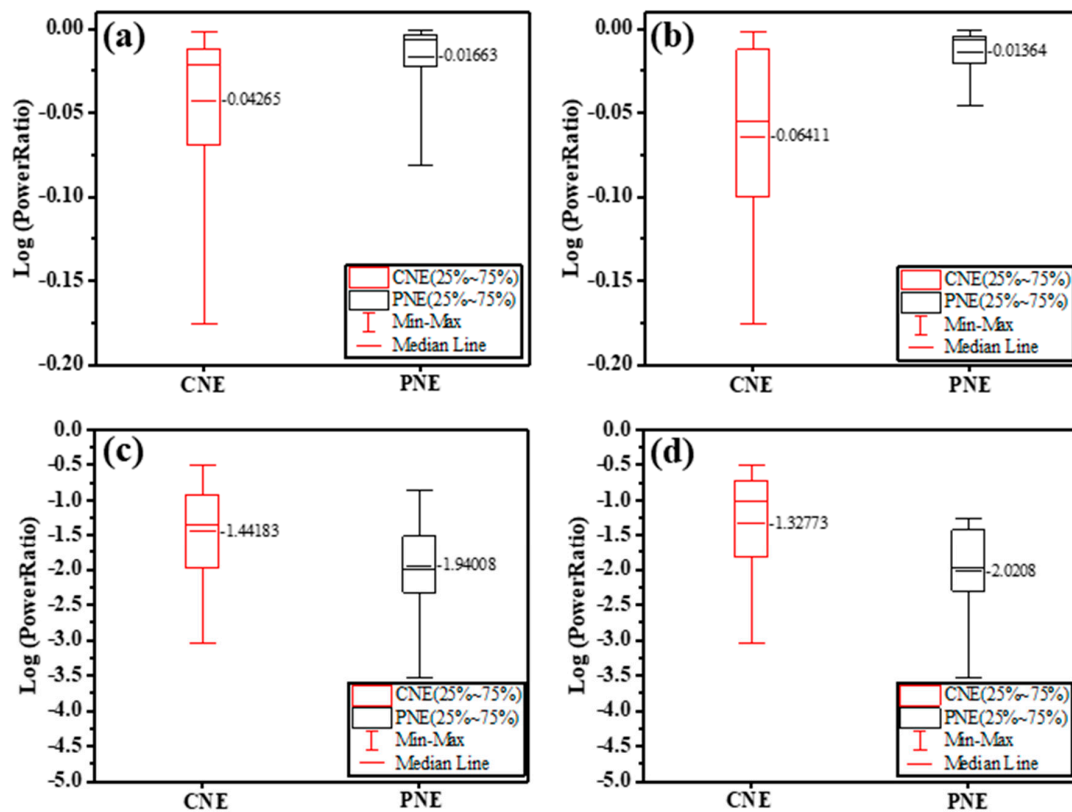 (a)
Log (PowerRatio)
0.00
-0.05
-0.10
-0.15
-0.20
-0.04265
-0.01663
CNE(25%~75%)
PNE(25%~75%)
Min-Max
Median Line
CNE PNE
(b)
Log (PowerRatio)
0.00
-0.05
-0.10
-0.15
-0.20
-0.06411
-0.01364
CNE(25%~75%)
PNE(25%~75%)
Min-Max
Median Line
CNE PNE
(c)
Log (PowerRatio)
0.0
-0.5
-1.0
-1.5
-2.0
-2.5
-3.0
-3.5
-4.0
-4.5
-5.0
-1.44183
-1.94008
CNE(25%~75%)
PNE(25%~75%)
Min-Max
Median Line
CNE PNE
(d)
Log (PowerRatio)
0.0
-0.5
-1.0
-1.5
-2.0
-2.5
-3.0
-3.5
-4.0
-4.5
-5.0
-1.32773
-2.0208
CNE(25%~75%)
PNE(25%~75%)
Min-Max
Median Line
CNE PNE